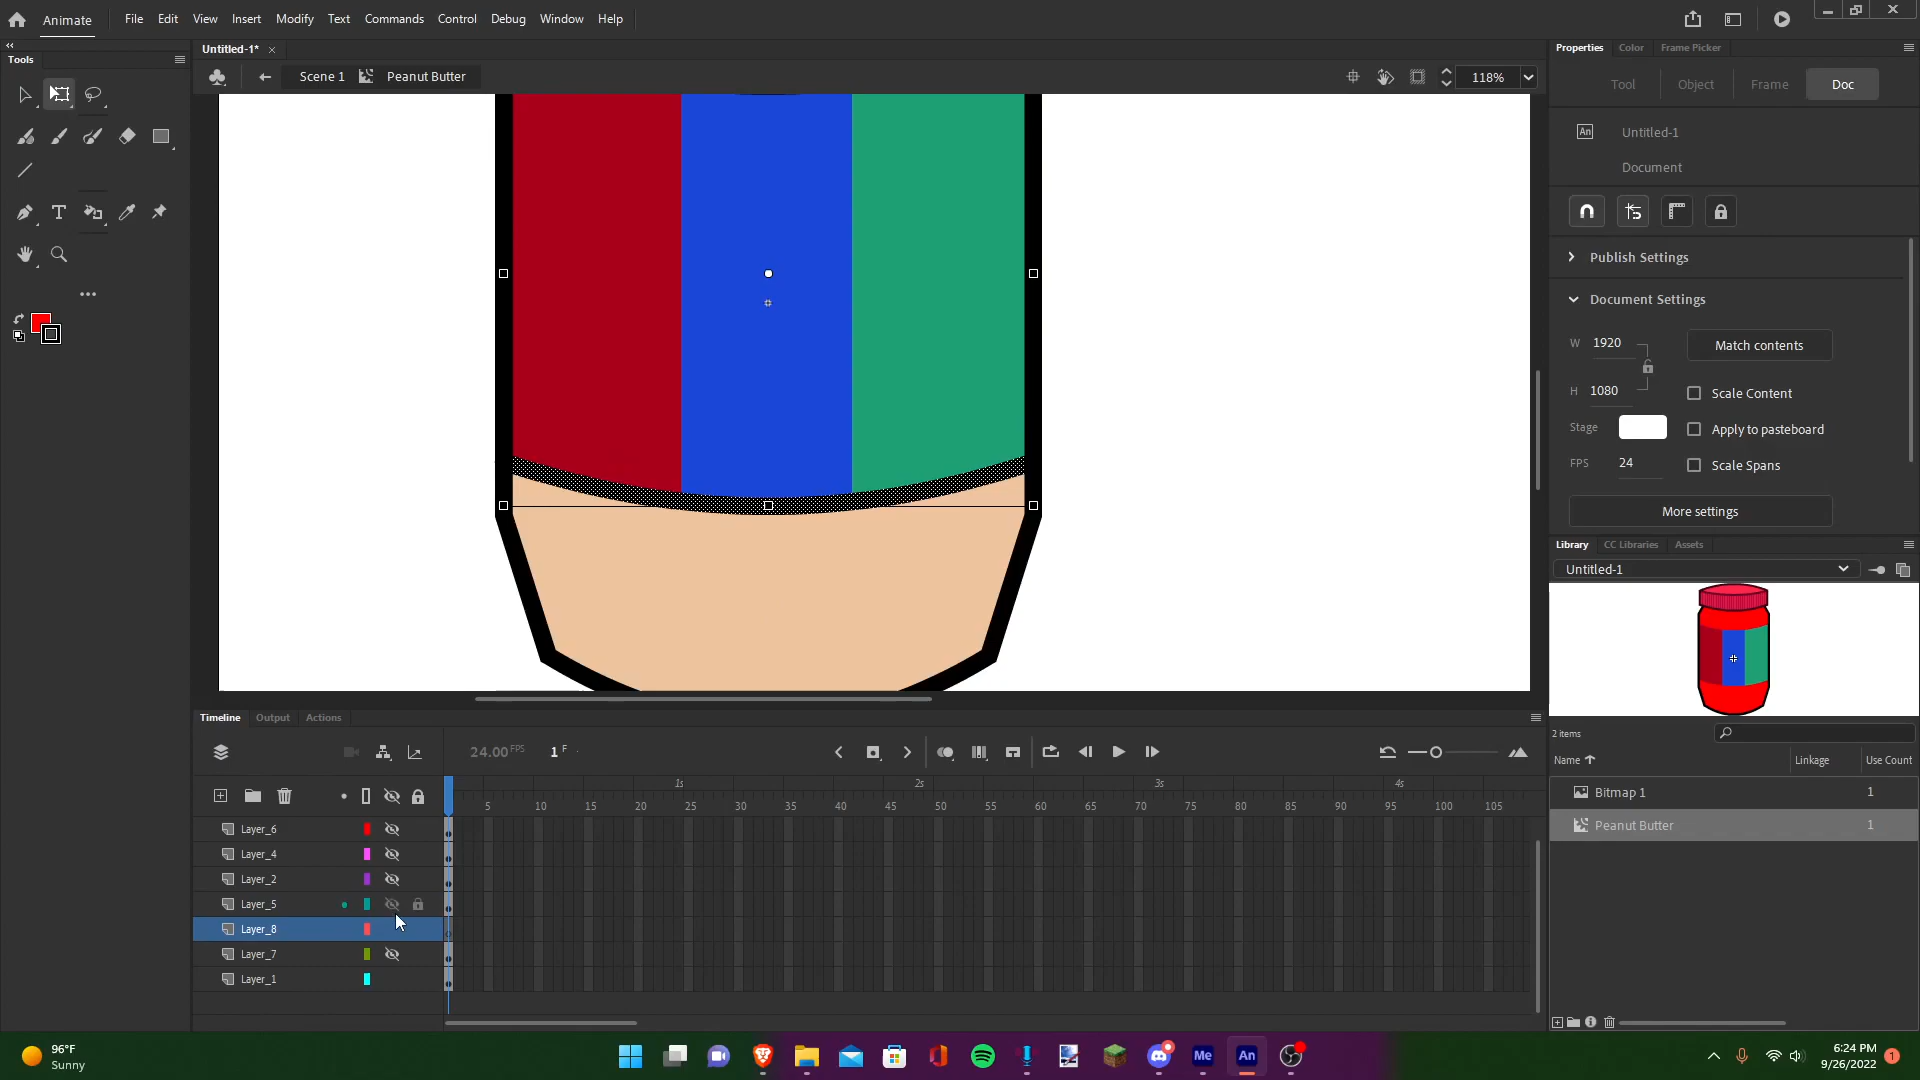 Animate File Edit View Insert Modify Text Commands Control Debug Window Help
Tools
Untitled-1*
Scene 1 Peanut Butter 118%
Properties Color Frame Picker
Tool Object Frame Doc
An Untitled-1
Document
Publish Settings
Document Settings
W 1920 Match contents
H 1080 Scale Content
Stage Apply to pasteboard
FPS 24 Scale Spans
More settings
Library CC Libraries Assets
Untitled-1
2 items
Name Linkage Use Count
Bitmap 1 1
Peanut Butter 1
Timeline Output Actions
24.00 FPS 1 F
1s 2s 3s 4s
5 10 15 20 25 30 35 40 45 50 55 60 65 70 75 80 85 90 95 100 105
Layer_6
Layer_4
Layer_2
Layer_5
Layer_8
Layer_7
Layer_1
96°F
Sunny
Me An
6:24 PM
9/26/2022 1